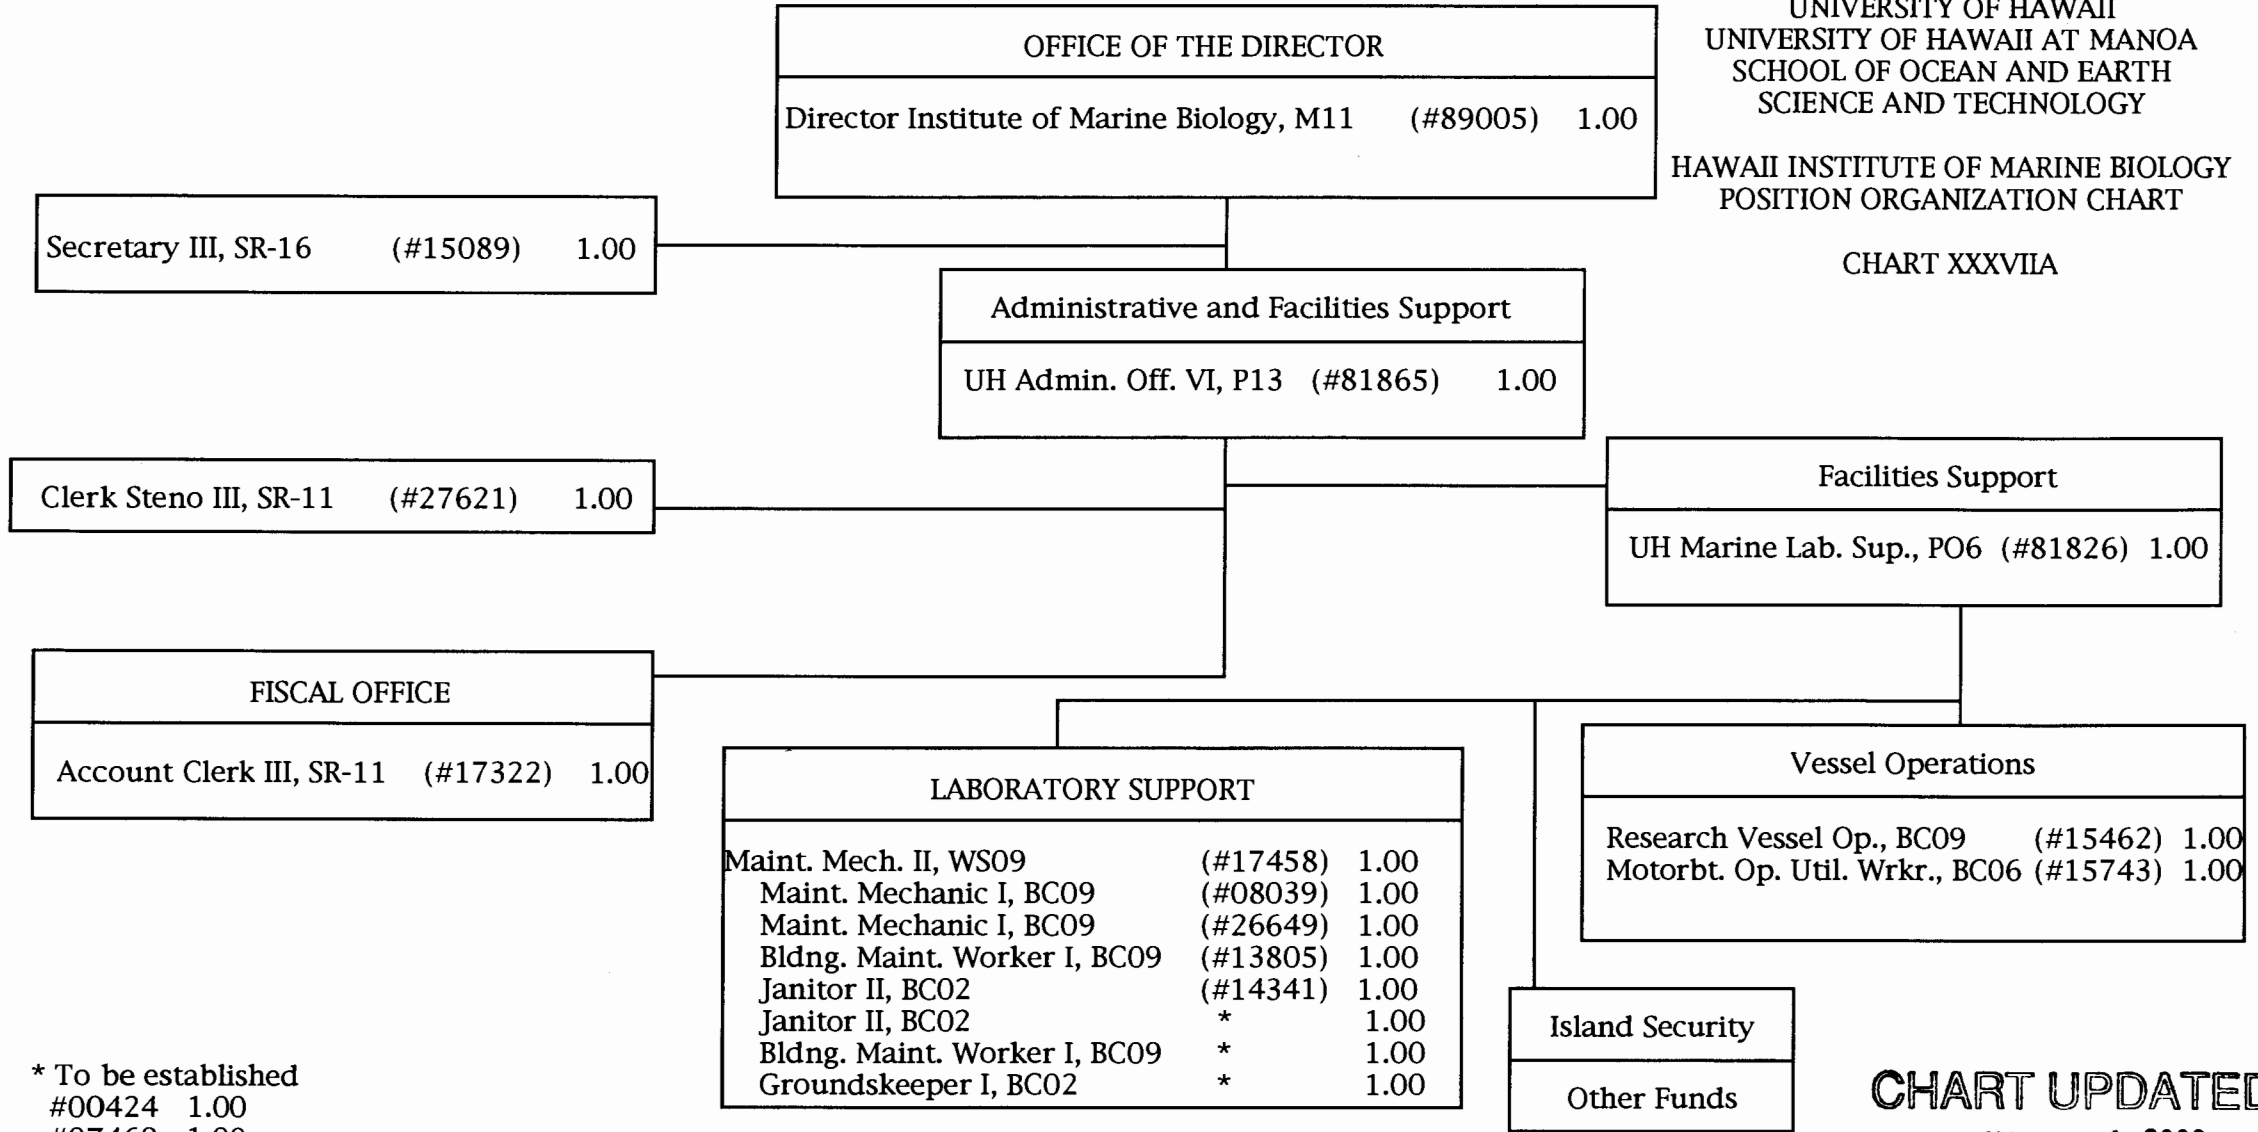 UNIVERSITY OF HAWAII
UNIVERSITY OF HAWAII AT MANOA
SCHOOL OF OCEAN AND EARTH
SCIENCE AND TECHNOLOGY
HAWAII INSTITUTE OF MARINE BIOLOGY
POSITION ORGANIZATION CHART
CHART XXXVIIA
OFFICE OF THE DIRECTOR
Director Institute of Marine Biology, M11 (#89005) 1.00
Secretary III, SR-16 (#15089) 1.00
Administrative and Facilities Support
UH Admin. Off. VI, P13 (#81865) 1.00
Clerk Steno III, SR-11 (#27621) 1.00
Facilities Support
UH Marine Lab. Sup., PO6 (#81826) 1.00
FISCAL OFFICE
Account Clerk III, SR-11 (#17322) 1.00
LABORATORY SUPPORT
Maint. Mech. II, WS09 (#17458) 1.00
Maint. Mechanic I, BC09 (#08039) 1.00
Maint. Mechanic I, BC09 (#26649) 1.00
Bldng. Maint. Worker I, BC09 (#13805) 1.00
Janitor II, BC02 (#14341) 1.00
Janitor II, BC02 * 1.00
Bldng. Maint. Worker I, BC09 * 1.00
Groundskeeper I, BC02 * 1.00
Vessel Operations
Research Vessel Op., BC09 (#15462) 1.00
Motorbt. Op. Util. Wrkr., BC06 (#15743) 1.00
Island Security
Other Funds
* To be established
#00424 1.00
CHART UPDATED